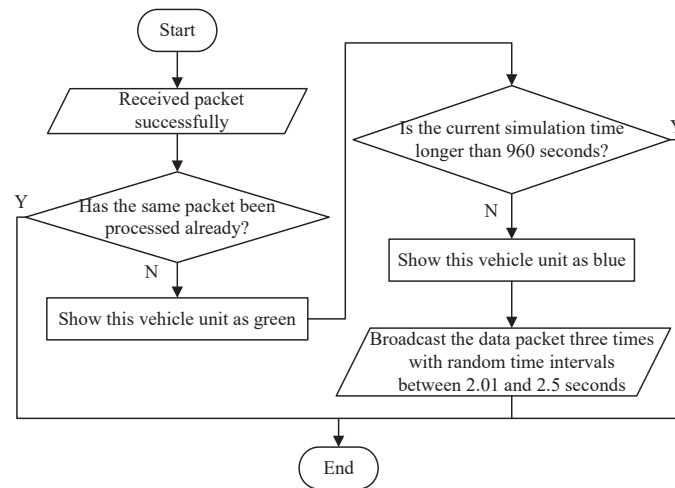 Start
Received packet
successfully
Y
Has the same packet been
processed already?
N
Show this vehicle unit as green
Is the current simulation time
longer than 960 seconds?
Y
N
Show this vehicle unit as blue
Broadcast the data packet three times
with random time intervals
between 2.01 and 2.5 seconds
End